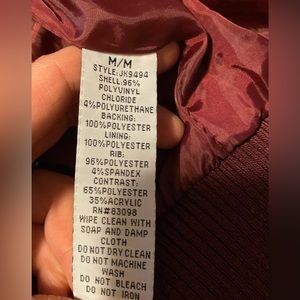 M/M
STYLE:JK9494
SHELL:96%
POLYVINYL
CHLORIDE
4%POLYURETHANE
BACKING:
100%POLYESTER
LINING:
100%POLYESTER
RIB:
96%POLYESTER
4%SPANDEX
CONTRAST:
65%POLYESTER
35%ACRYLIC
RN#83098
WIPE CLEAN WITH
SOAP AND DAMP
CLOTH
DO NOT DRY CLEAN
DO NOT MACHINE
WASH
DO NOT BLEACH
DO NOT IRON